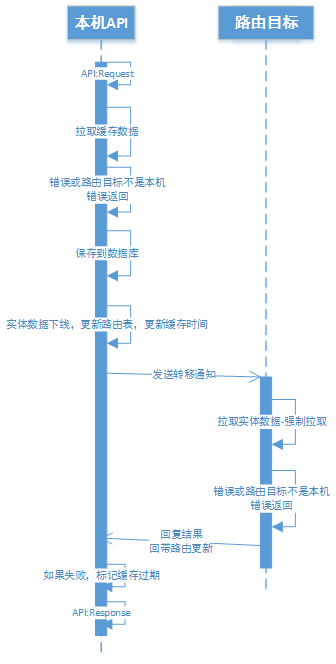 本机API
路由目标
API:Request
拉取缓存数据
错误或路由目标不是本机
错误返回
保存到数据库
实体数据下线，更新路由表，更新缓存时间
发送转移通知
拉取实体数据-强制拉取
错误或路由目标不是本机
错误返回
回复结果
回带路由更新
如果失败，标记缓存过期
API:Response